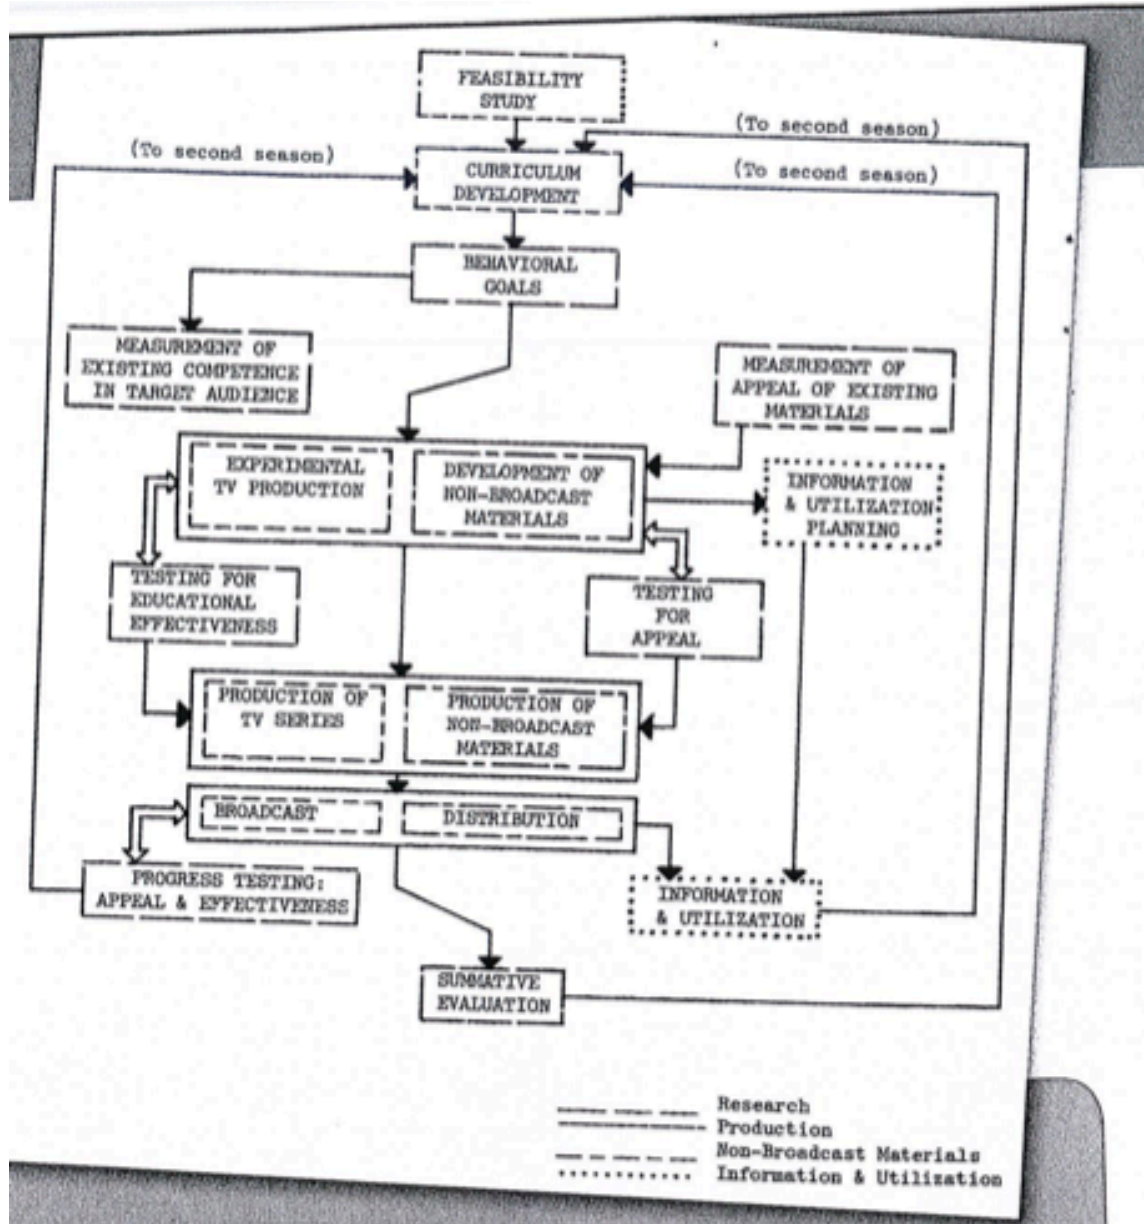 FEASIBILITY
STUDY
(To second season)
(To second season)
(To second season)
CURRICULUM
DEVELOPMENT
BEHAVIORAL
GOALS
MEASUREMENT OF
EXISTING COMPETENCE
IN TARGET AUDIENCE
MEASUREMENT OF
APPEAL OF EXISTING
MATERIALS
EXPERIMENTAL
TV PRODUCTION
DEVELOPMENT OF
NON-BROADCAST
MATERIALS
INFORMATION
& UTILIZATION
PLANNING
TESTING FOR
EDUCATIONAL
EFFECTIVENESS
TESTING
FOR
APPEAL
PRODUCTION OF
TV SERIES
PRODUCTION OF
NON-BROADCAST
MATERIALS
BROADCAST
DISTRIBUTION
PROGRESS TESTING:
APPEAL & EFFECTIVENESS
INFORMATION
& UTILIZATION
SUMMATIVE
EVALUATION
Research
Production
Non-Broadcast Materials
Information & Utilization